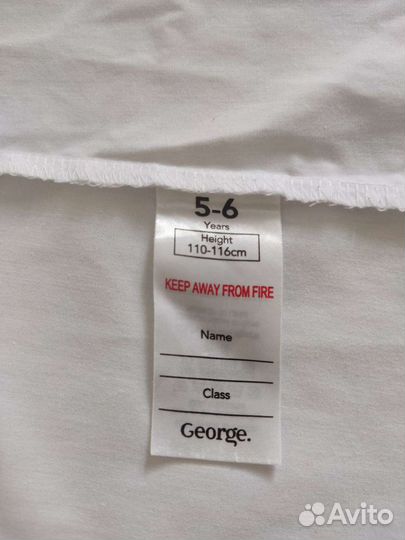 5-6
Years
Height
110-116cm
KEEP AWAY FROM FIRE
Name
Class
George.
Avito